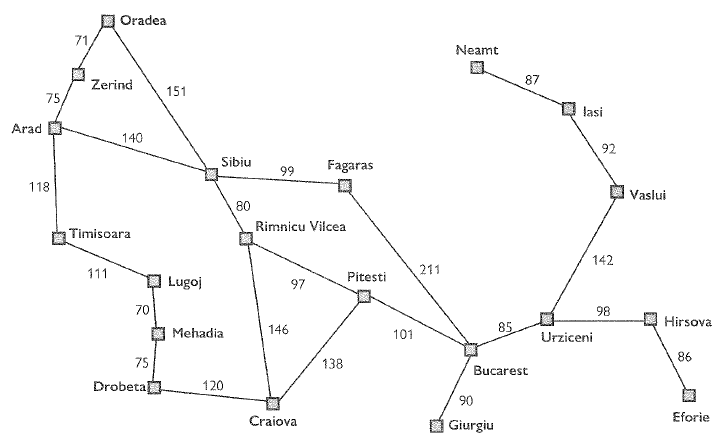 Oradea
71
Neamt
Zerind
87
75
151
Iasi
Arad
140
92
Sibiu
Fagaras
99
118
Vaslui
80
Timisoara
Rimnicu Vilcea
142
111
Lugoj
97
Pitesti
211
70
98
Mehadia
146
101
85
Urziceni
Hirsova
75
138
86
Bucarest
Drobeta
120
90
Craiova
Giurgiu
Eforie